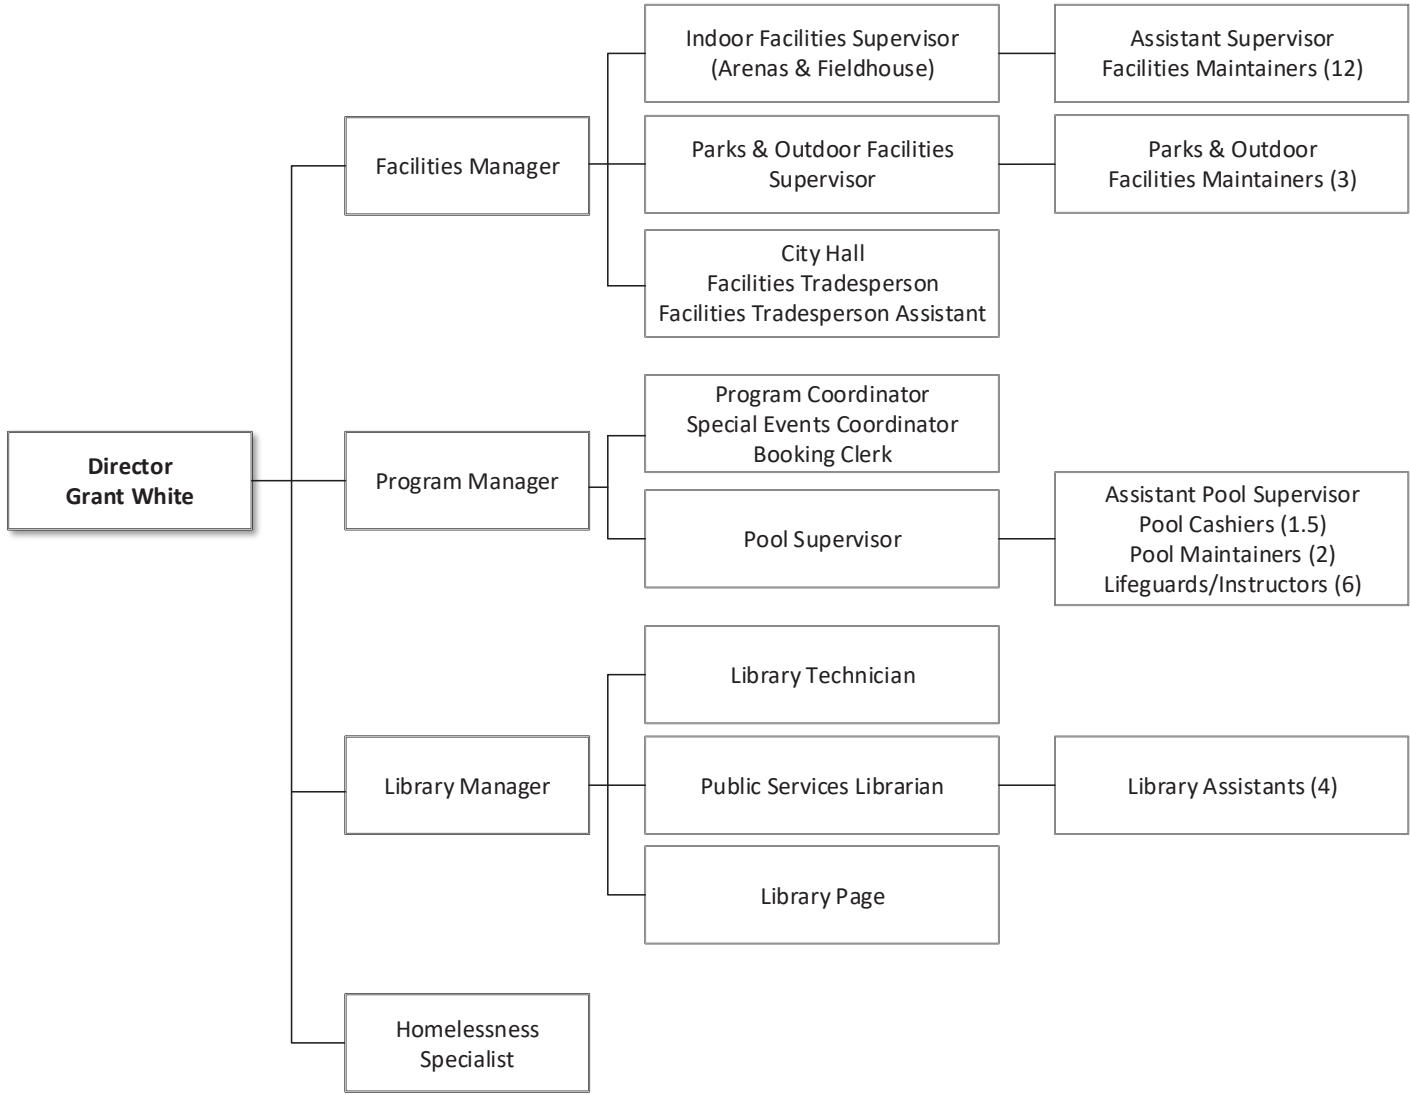 Director
Grant White
Facilities Manager
Indoor Facilities Supervisor
(Arenas & Fieldhouse)
Assistant Supervisor
Facilities Maintainers (12)
Parks & Outdoor Facilities
Supervisor
Parks & Outdoor
Facilities Maintainers (3)
City Hall
Facilities Tradesperson
Facilities Tradesperson Assistant
Program Manager
Program Coordinator
Special Events Coordinator
Booking Clerk
Pool Supervisor
Assistant Pool Supervisor
Pool Cashiers (1.5)
Pool Maintainers (2)
Lifeguards/Instructors (6)
Library Manager
Library Technician
Public Services Librarian
Library Assistants (4)
Library Page
Homelessness
Specialist